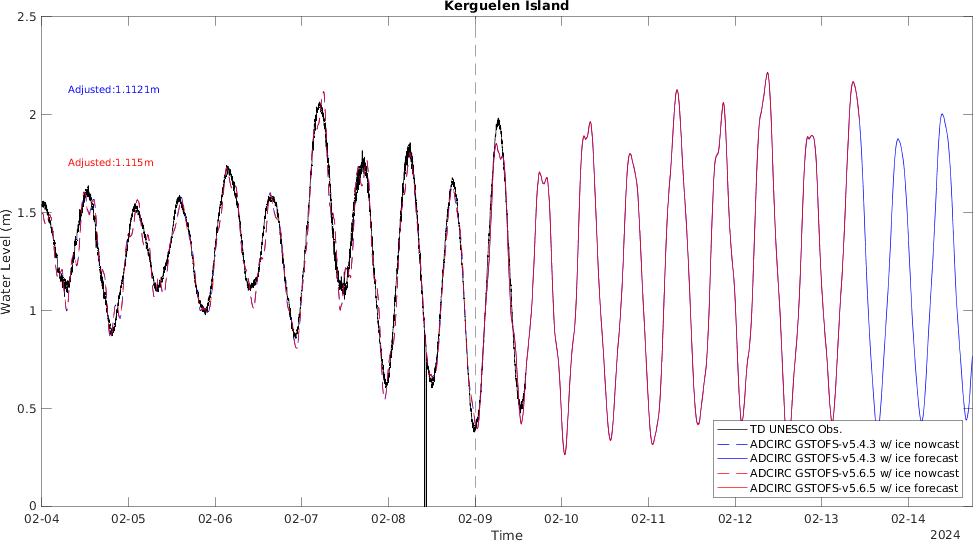 Kerguelen Island
2.5
2
1.5
1
0.5
0
Water Level (m)
Adjusted:1.1121m
Adjusted:1.115m
TD UNESCO Obs.
ADCIRC GSTOFS-v5.4.3 w/ ice nowcast
ADCIRC GSTOFS-v5.4.3 w/ ice forecast
ADCIRC GSTOFS-v5.6.5 w/ ice nowcast
ADCIRC GSTOFS-v5.6.5 w/ ice forecast
02-04 02-05 02-06 02-07 02-08 02-09 02-10 02-11 02-12 02-13 02-14
Time
2024